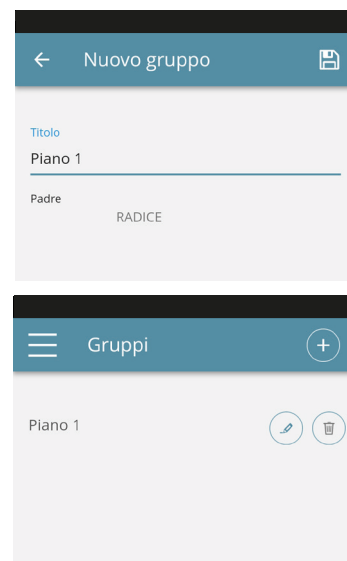 Nuovo gruppo
Titolo
Piano 1
Padre
RADICE
Gruppi
Piano 1